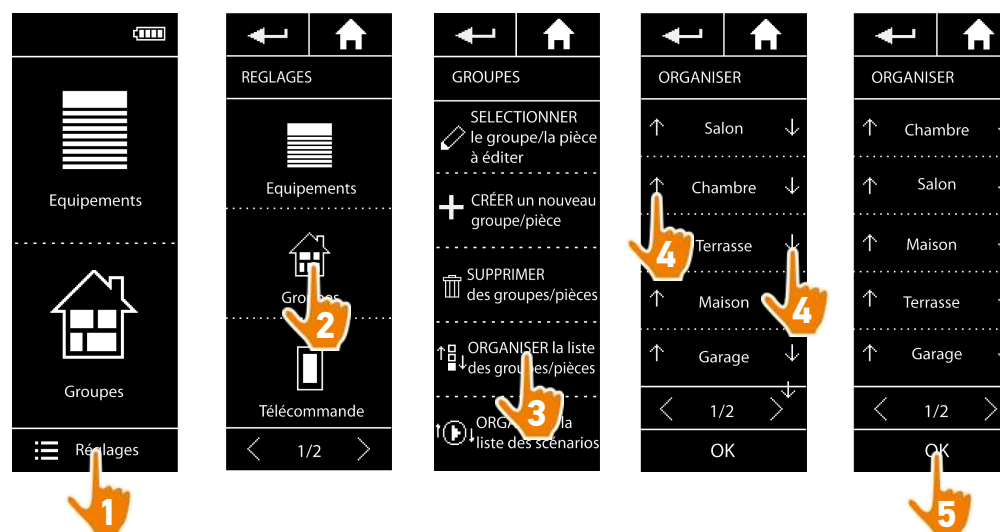 Equipements
Groupes
Réglages
1
REGLAGES
Equipements
Groupes
2
Télécommande
1/2
GROUPES
SELECTIONNER
le groupe/la pièce
à éditer
CRÉER un nouveau
groupe/pièce
SUPPRIMER
des groupes/pièces
ORGANISER la liste
des groupes/pièces
3
ORGANISER la
liste des scénarios
ORGANISER
Salon
Chambre
4
Terrasse
Maison
4
Garage
1/2
OK
ORGANISER
Chambre
Salon
Maison
Terrasse
Garage
1/2
OK
5